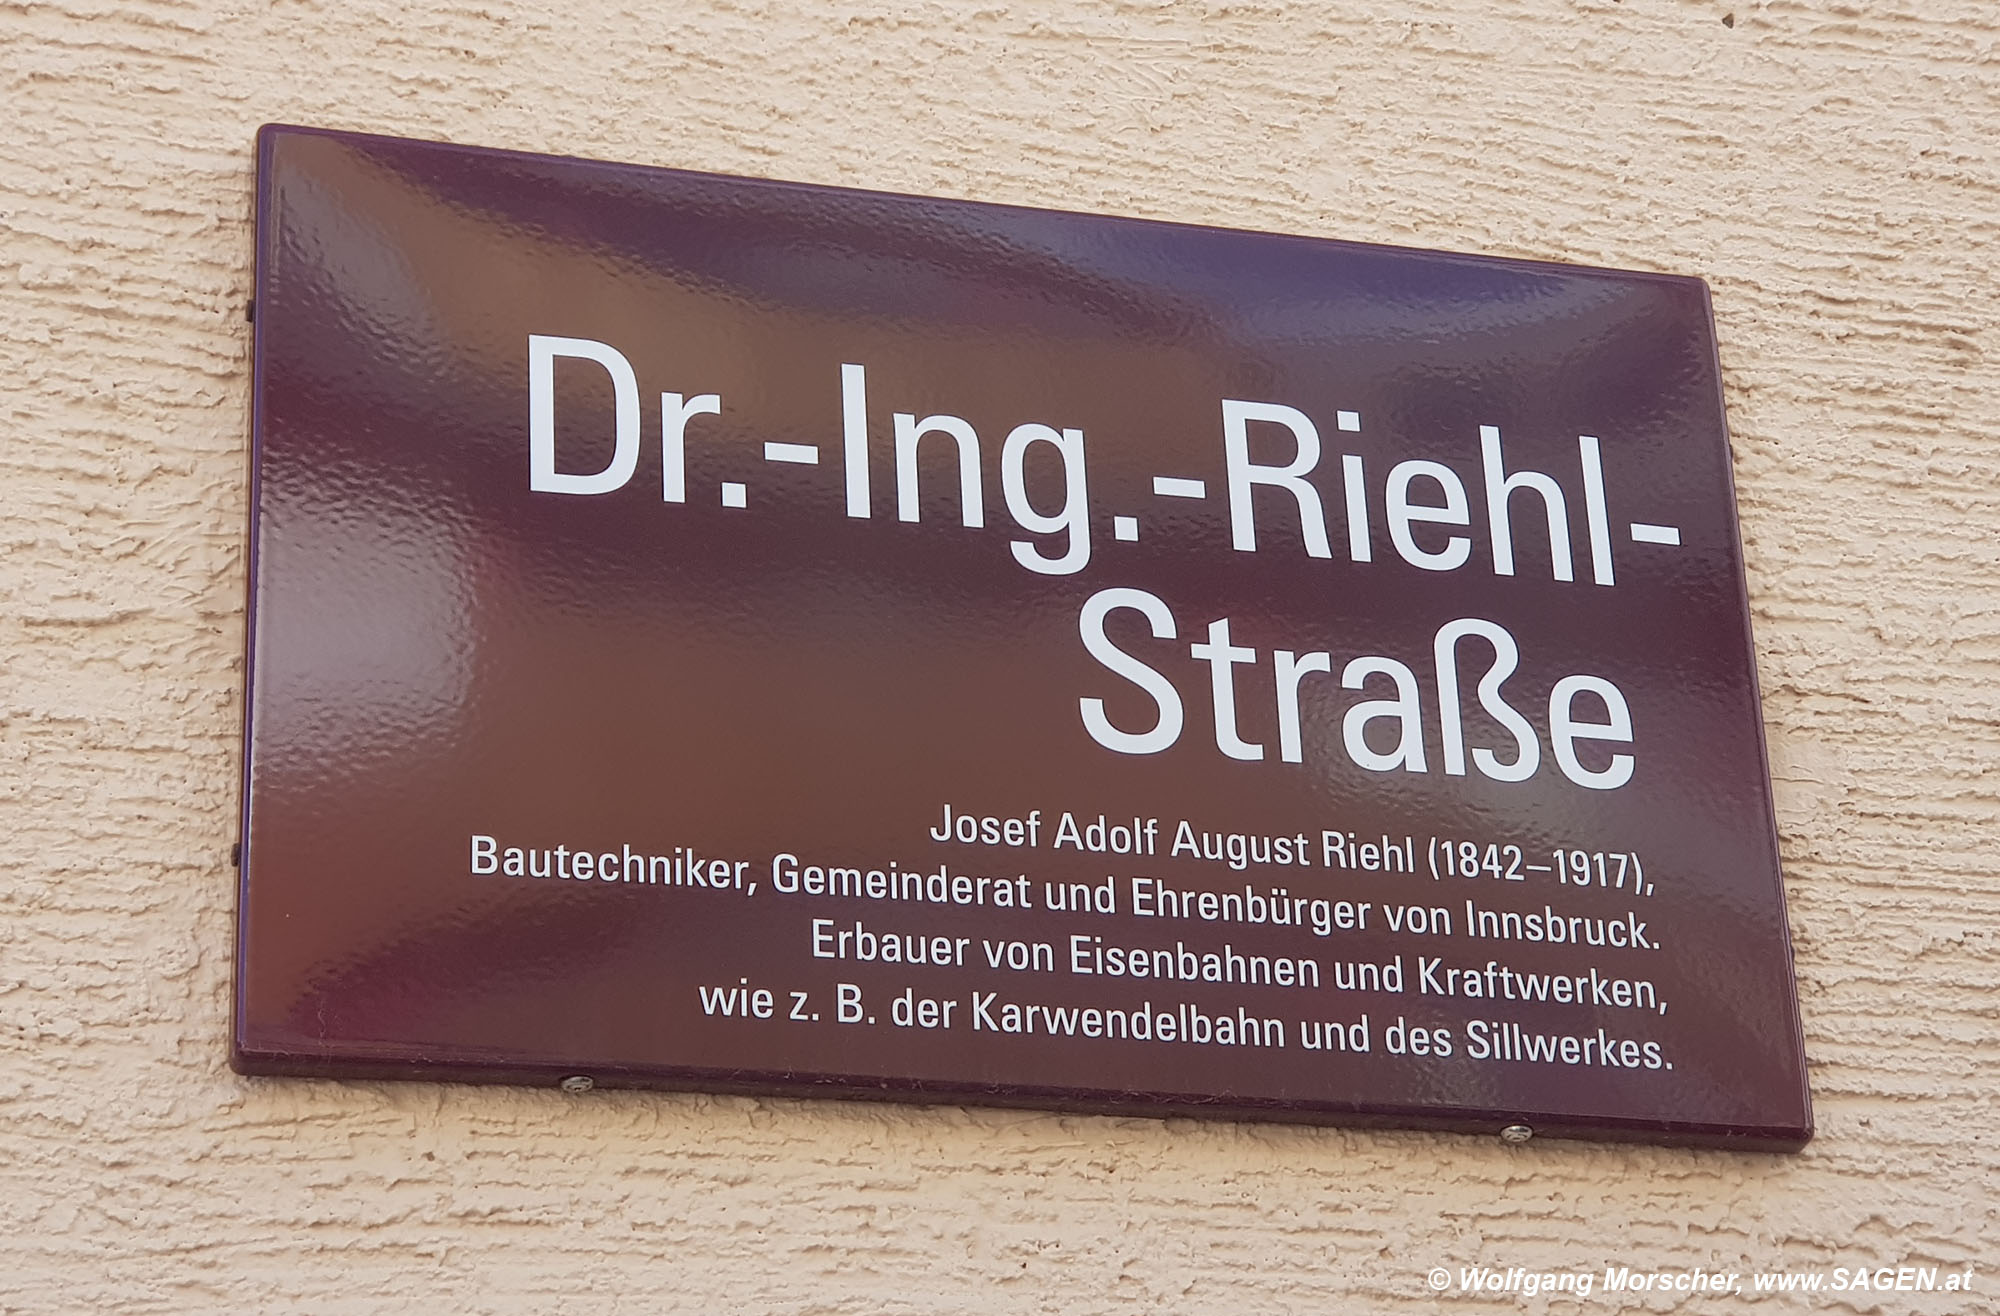 Dr.-Ing.-Riehl-
Straße
Josef Adolf August Riehl (1842–1917),
Bautechniker, Gemeinderat und Ehrenbürger von Innsbruck.
Erbauer von Eisenbahnen und Kraftwerken,
wie z. B. der Karwendelbahn und des Sillwerkes.
© Wolfgang Morscher, www.SAGEN.at